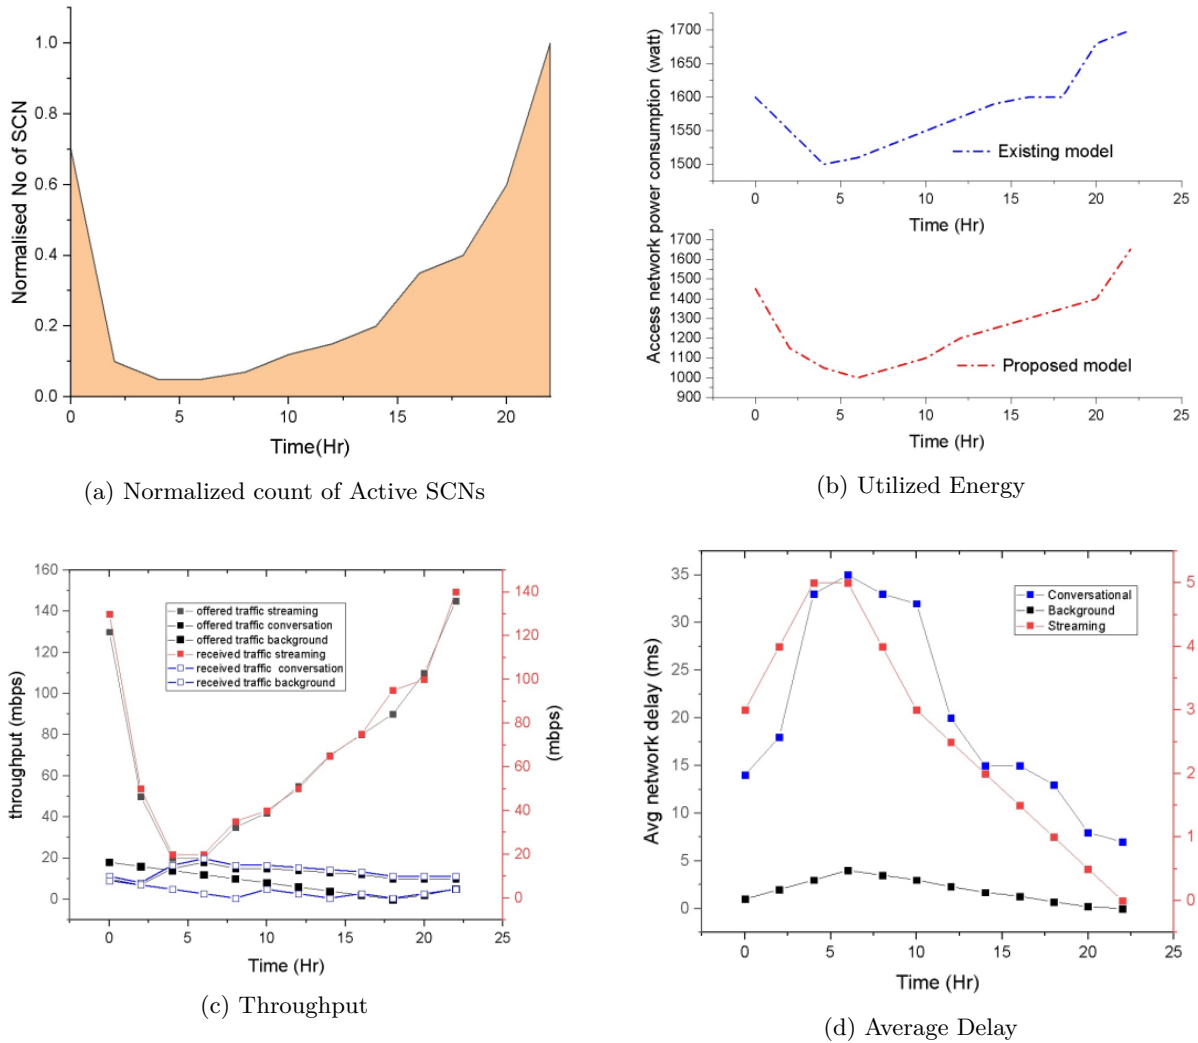 1.0
0.8
0.6
0.4
0.2
0.0
Normalised No of SCN
0 5 10 15 20
Time(Hr)
(a) Normalized count of Active SCNs
1700
1600
1550
1500
Existing model
0 5 10 15 20 25
Time (Hr)
Access network power consumption (watt)
1700
1600
1500
1400
1300
1200
1100
1000
900
Proposed model
0 5 10 15 20 25
Time (Hr)
(b) Utilized Energy
160
140
120
100
80
60
40
20
0
throughput (mbps)
offered traffic streaming
offered traffic conversation
offered traffic background
received traffic streaming
received traffic conversation
received traffic background
140
120
100
80
60
40
20
0
(mbps)
0 5 10 15 20 25
Time (Hr)
(c) Throughput
35
30
25
20
15
10
5
0
Avg network delay (ms)
Conversational
Background
Streaming
5
4
3
2
1
0
0 5 10 15 20 25
Time (Hr)
(d) Average Delay